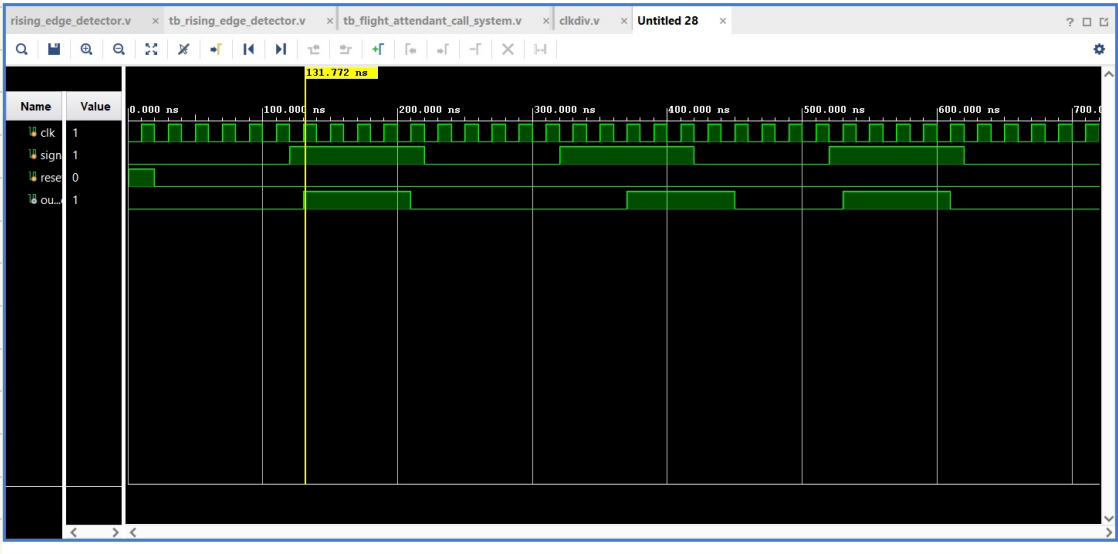 rising_edge_detector.v × tb_rising_edge_detector.v × tb_flight_attendant_call_system.v × clkdiv.v × Untitled 28 × ?
131.772 ns
Name Value 0.000 ns 100.000 ns 200.000 ns 300.000 ns 400.000 ns 500.000 ns 600.000 ns 700.0
clk 1
sign 1
rese 0
ou... 1